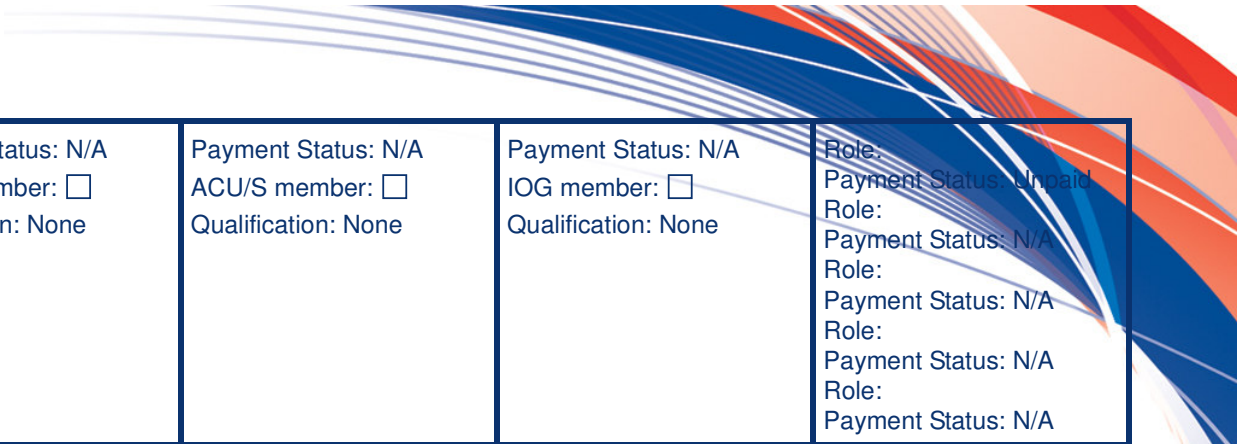 tatus: N/A
mber: ☐
n: None
Payment Status: N/A
ACU/S member: ☐
Qualification: None
Payment Status: N/A
IOG member: ☐
Qualification: None
Role:
Payment Status: Unpaid
Role:
Payment Status: N/A
Role:
Payment Status: N/A
Role:
Payment Status: N/A
Role:
Payment Status: N/A